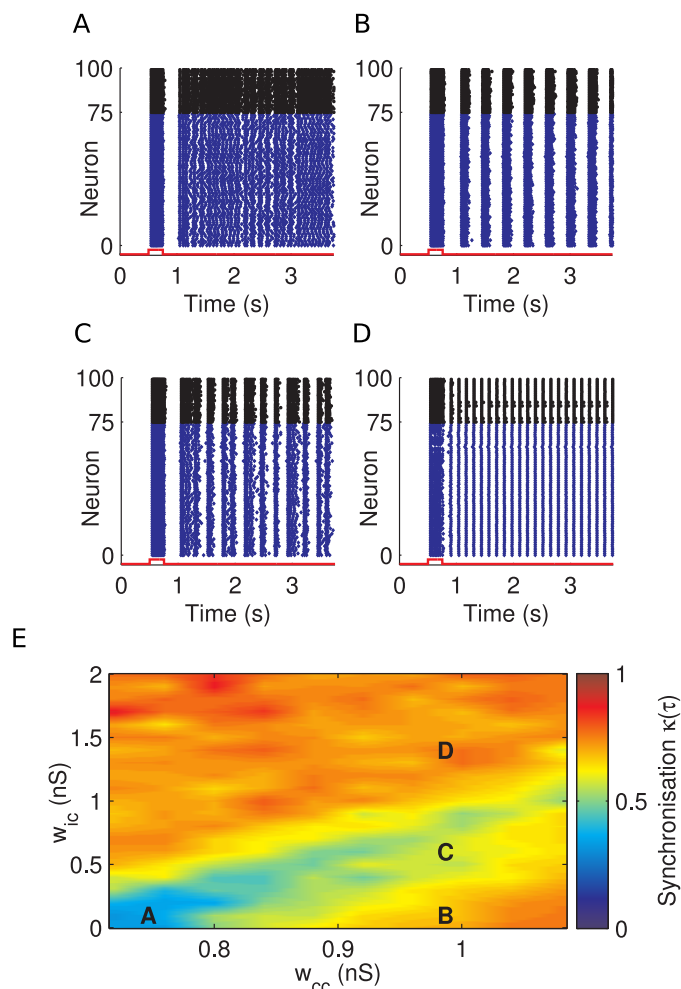 A
B
100
75
Neuron
0
0 1 2 3
Time (s)
100
75
Neuron
0
0 1 2 3
Time (s)
C
D
100
75
Neuron
0
0 1 2 3
Time (s)
100
75
Neuron
0
0 1 2 3
Time (s)
E
2
1.5
1
0.5
0
w_ic (nS)
A
B
C
D
0.8 0.9 1
w_cc (nS)
1
0.5
0
Synchronisation κ(τ)